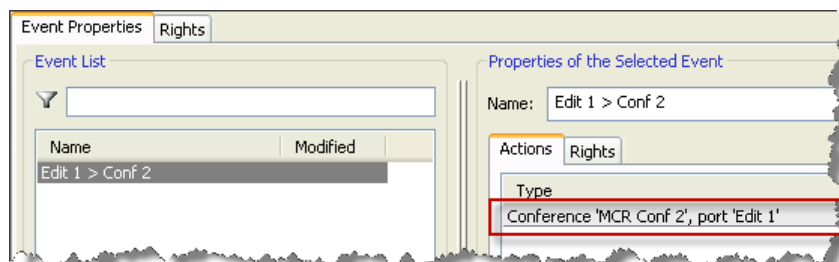 Event Properties Rights
Event List
Name Modified
Edit 1 > Conf 2
Properties of the Selected Event
Name: Edit 1 > Conf 2
Actions Rights
Type
Conference 'MCR Conf 2', port 'Edit 1'